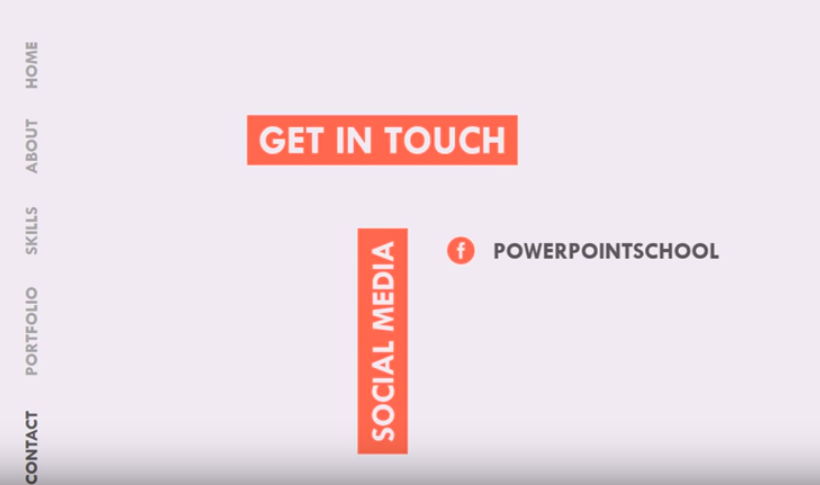 HOME
ABOUT
SKILLS
PORTFOLIO
CONTACT
GET IN TOUCH
SOCIAL MEDIA
f POWERPOINTSCHOOL